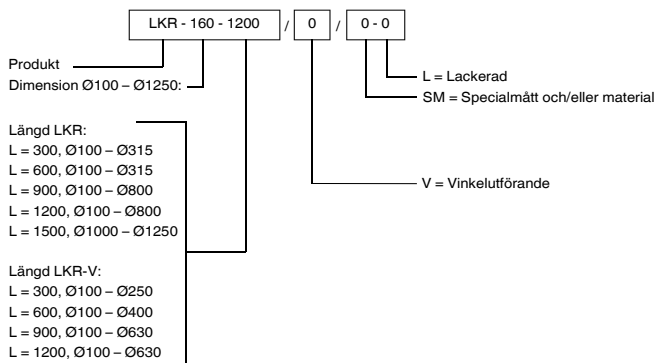 LKR - 160 - 1200 / 0 / 0 - 0
Produkt
Dimension Ø100 – Ø1250:
L = Lackerad
SM = Specialmått och/eller material
V = Vinkelutförande
Längd LKR:
L = 300, Ø100 – Ø315
L = 600, Ø100 – Ø315
L = 900, Ø100 – Ø800
L = 1200, Ø100 – Ø800
L = 1500, Ø1000 – Ø1250
Längd LKR-V:
L = 300, Ø100 – Ø250
L = 600, Ø100 – Ø400
L = 900, Ø100 – Ø630
L = 1200, Ø100 – Ø630